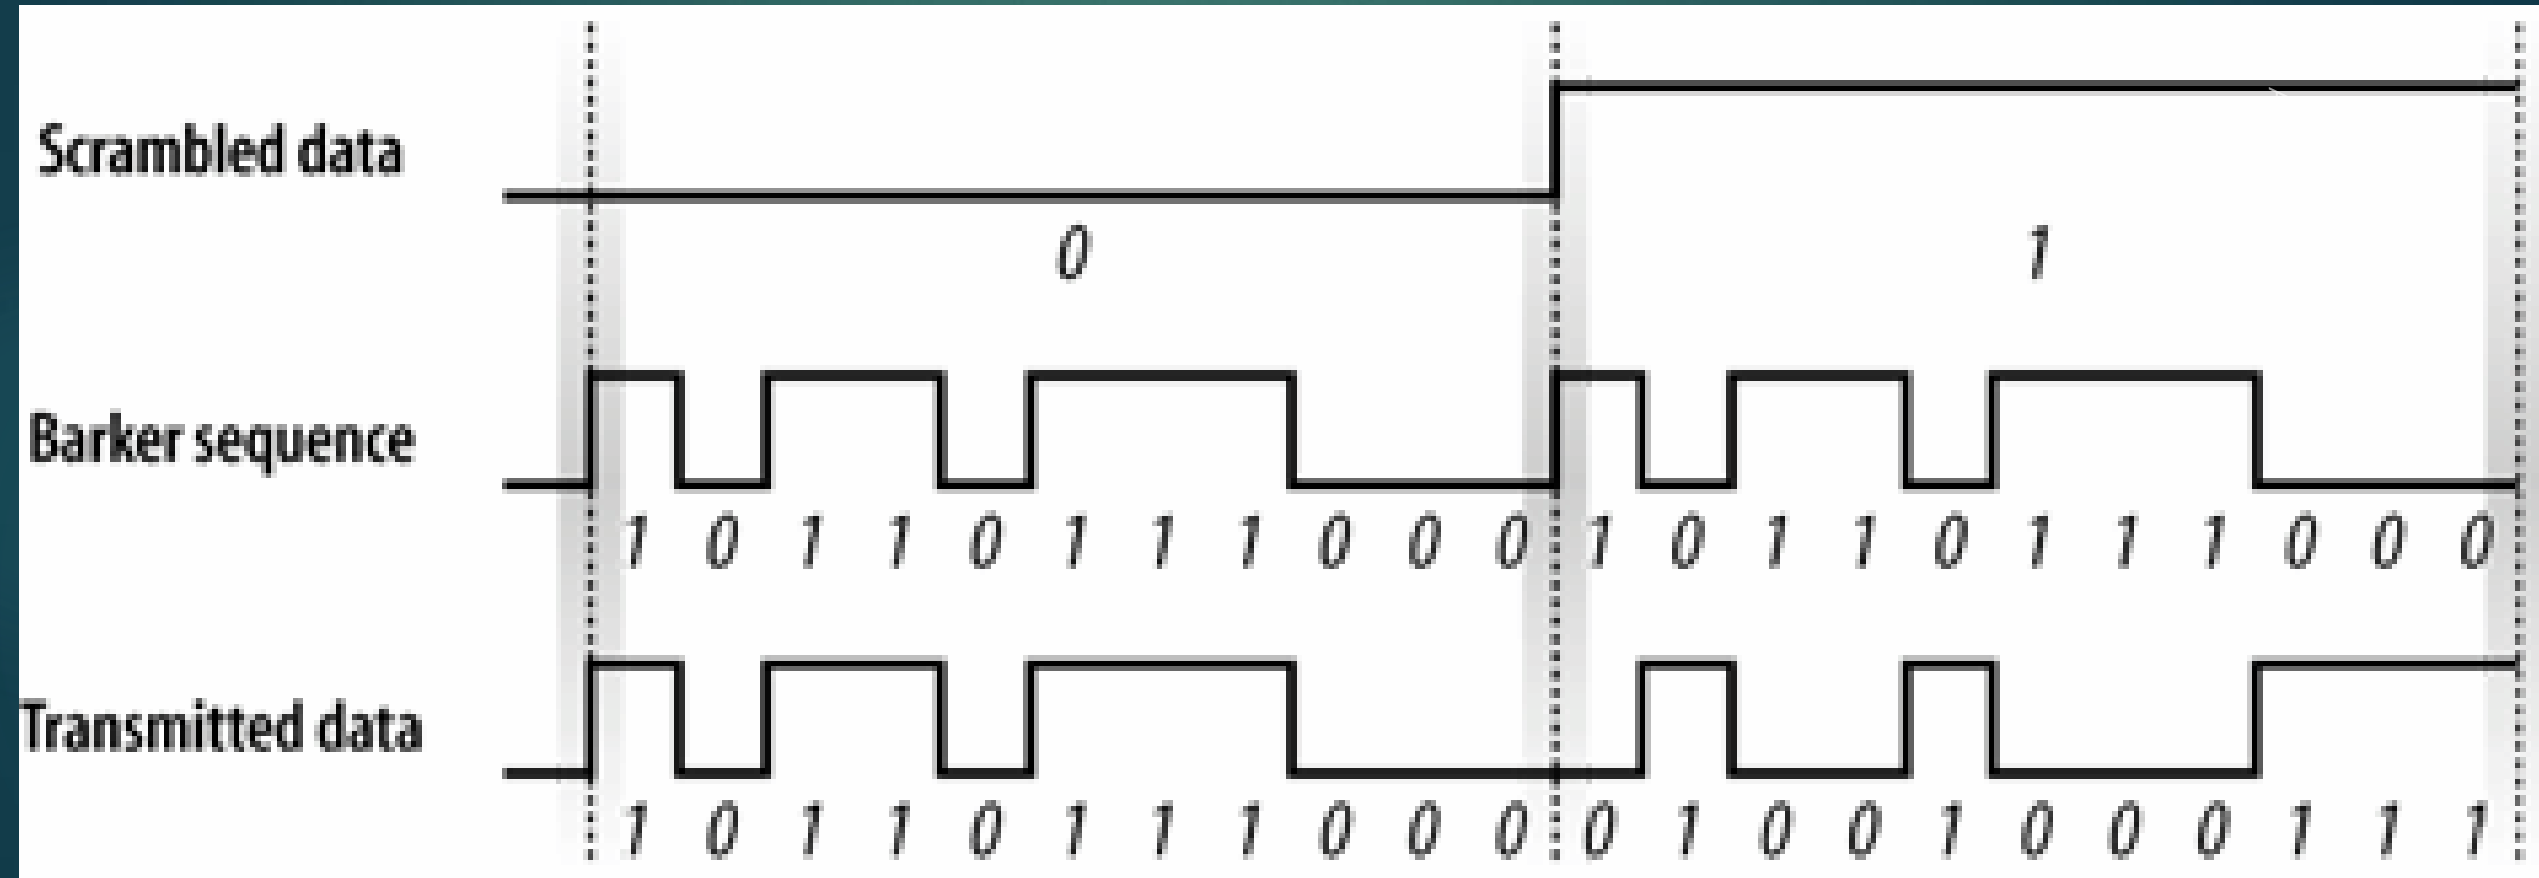 Scrambled data
0 1
Barker sequence
1 0 1 1 0 1 1 1 0 0 0 1 0 1 1 0 1 1 1 0 0 0
Transmitted data
1 0 1 1 0 1 1 1 0 0 0 0 1 0 0 1 0 0 0 1 1 1